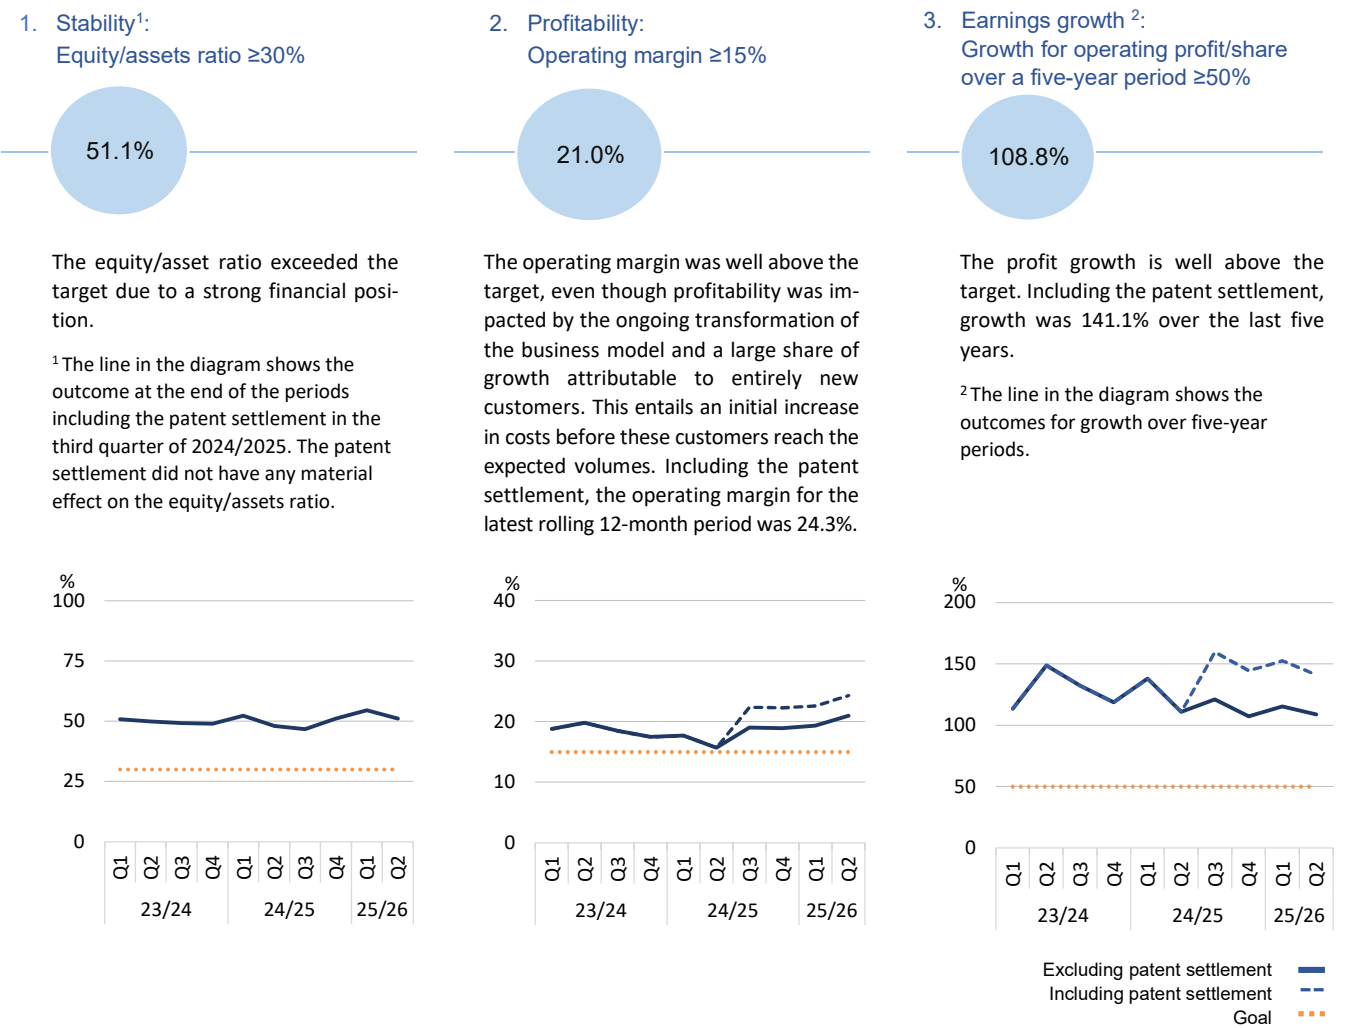 1. Stability¹:
Equity/assets ratio ≥30%
51.1%
The equity/asset ratio exceeded the
target due to a strong financial posi-
tion.
¹ The line in the diagram shows the
outcome at the end of the periods
including the patent settlement in the
third quarter of 2024/2025. The patent
settlement did not have any material
effect on the equity/assets ratio.
%
100
75
50
25
0
Q1 Q2 Q3 Q4 Q1 Q2 Q3 Q4 Q1 Q2
23/24 24/25 25/26
2. Profitability:
Operating margin ≥15%
21.0%
The operating margin was well above the
target, even though profitability was im-
pacted by the ongoing transformation of
the business model and a large share of
growth attributable to entirely new
customers. This entails an initial increase
in costs before these customers reach the
expected volumes. Including the patent
settlement, the operating margin for the
latest rolling 12-month period was 24.3%.
%
40
30
20
10
0
Q1 Q2 Q3 Q4 Q1 Q2 Q3 Q4 Q1 Q2
23/24 24/25 25/26
3. Earnings growth ²:
Growth for operating profit/share
over a five-year period ≥50%
108.8%
The profit growth is well above the
target. Including the patent settlement,
growth was 141.1% over the last five
years.
² The line in the diagram shows the
outcomes for growth over five-year
periods.
%
200
150
100
50
0
Q1 Q2 Q3 Q4 Q1 Q2 Q3 Q4 Q1 Q2
23/24 24/25 25/26
Excluding patent settlement
Including patent settlement
Goal